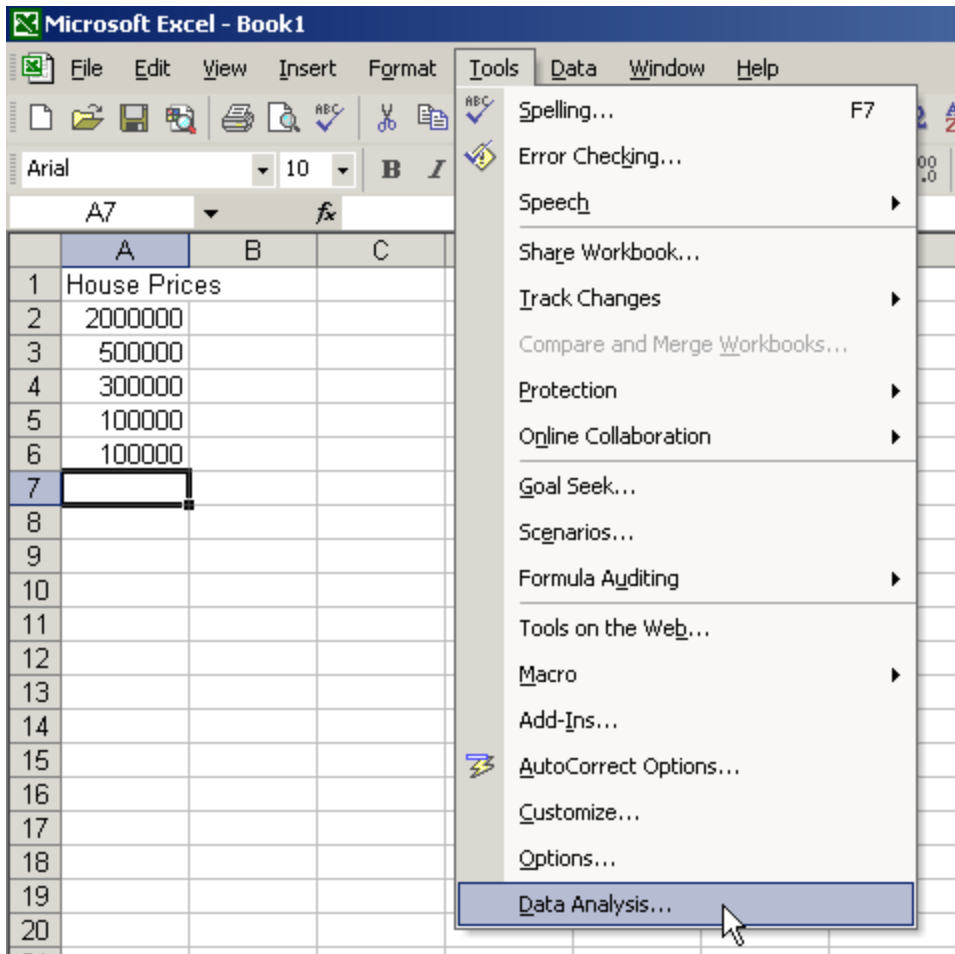 Microsoft Excel - Book1
File Edit View Insert Format Tools Data Window Help
Arial 10 B I
A7 fx
A B C
1 House Prices
2 2000000
3 500000
4 300000
5 100000
6 100000
7
8
9
10
11
12
13
14
15
16
17
18
19
20
ABC Spelling... F7
Error Checking...
Speech
Share Workbook...
Track Changes
Compare and Merge Workbooks...
Protection
Online Collaboration
Goal Seek...
Scenarios...
Formula Auditing
Tools on the Web...
Macro
Add-Ins...
AutoCorrect Options...
Customize...
Options...
Data Analysis...